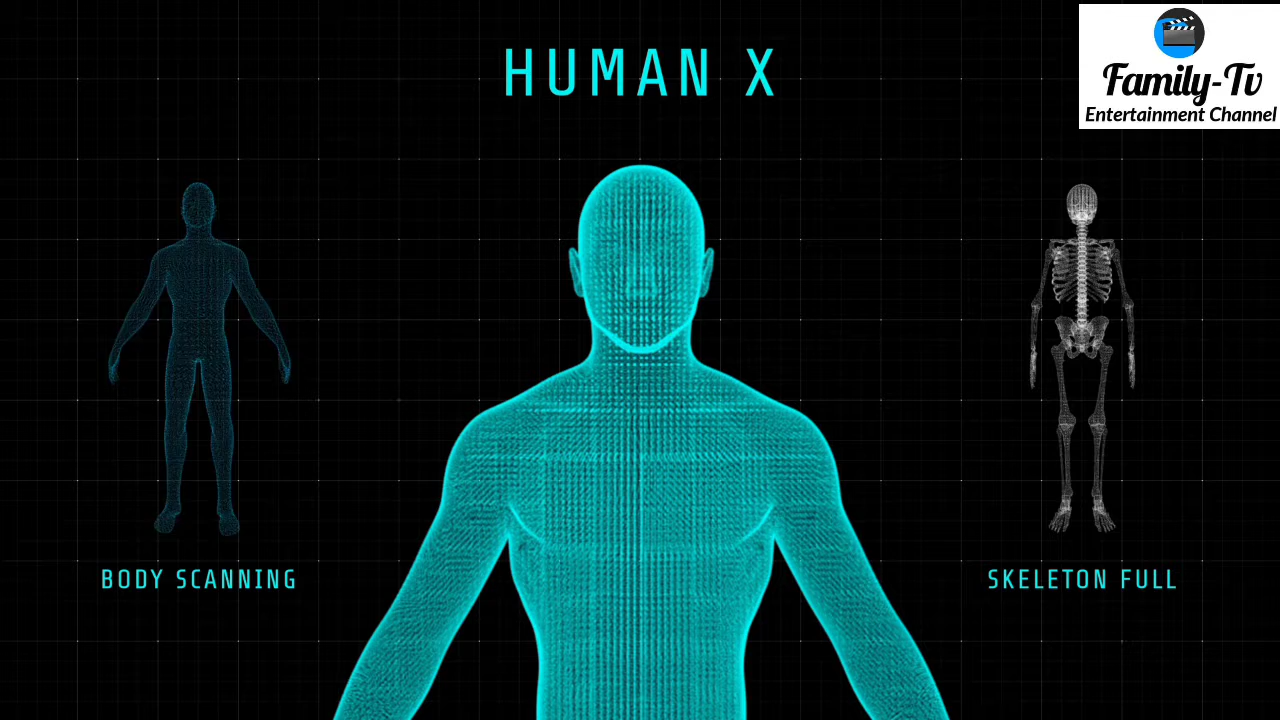 HUMAN X
Family-Tv
Entertainment Channel
BODY SCANNING
SKELETON FULL